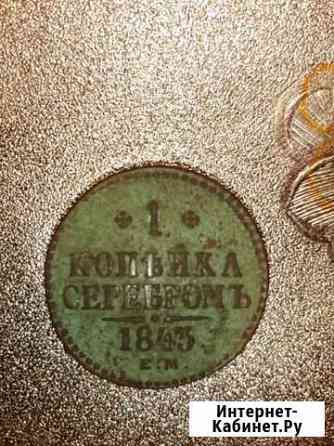 1
КОПѢЙКА
СЕРЕБРОМЪ
1843
Е.М.
Интернет-
Кабинет.Ру